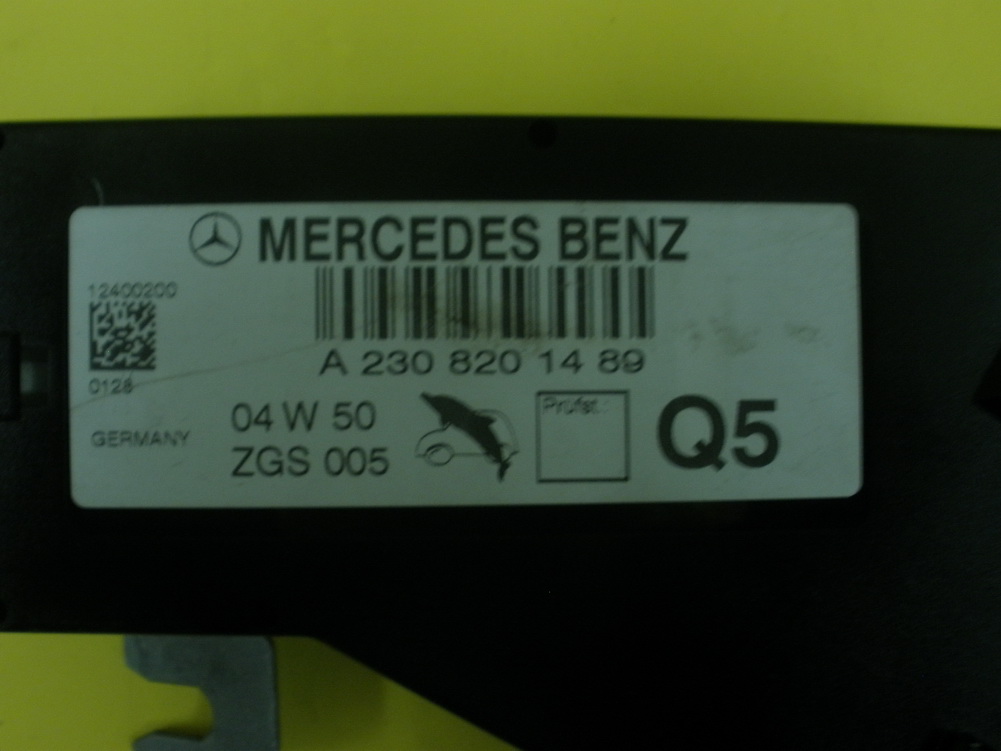 MERCEDES BENZ
12400200
A 230 820 14 89
0128
04 W 50
Prüfst.:
Q5
GERMANY
ZGS 005